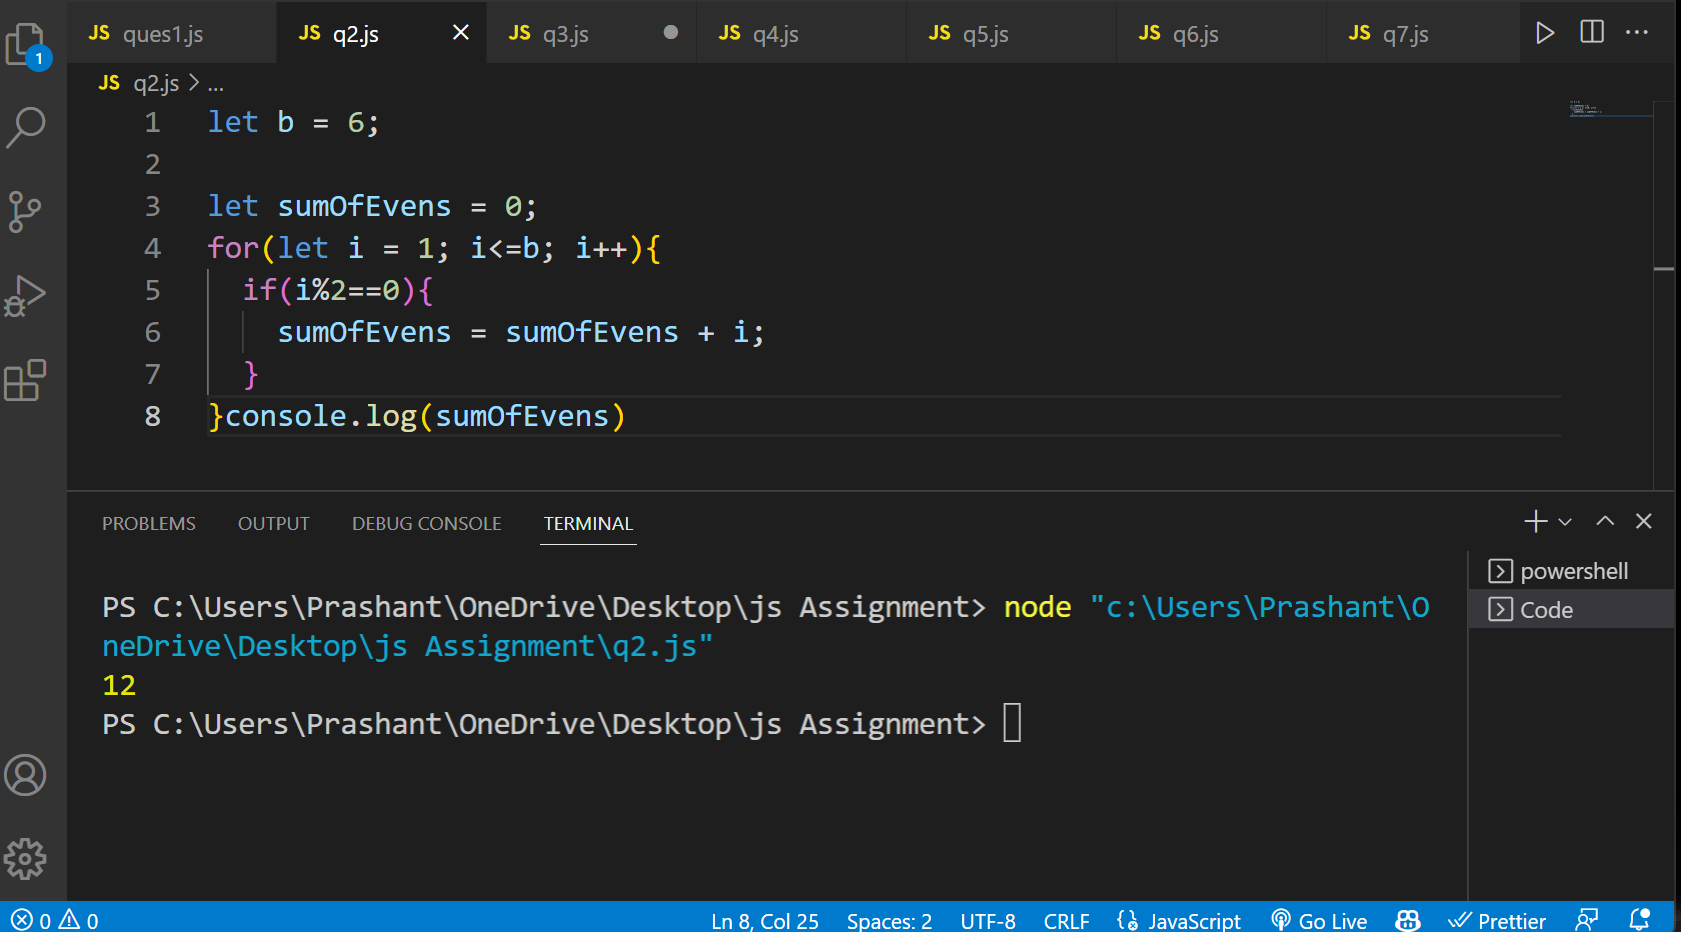 JS ques1.js JS q2.js JS q3.js JS q4.js JS q5.js JS q6.js JS q7.js
1
JS q2.js > ...
1 let b = 6;
2
3 let sumOfEvens = 0;
4 for(let i = 1; i<=b; i++){
5 if(i%2==0){
6 sumOfEvens = sumOfEvens + i;
7 }
8 }console.log(sumOfEvens)
PROBLEMS OUTPUT DEBUG CONSOLE TERMINAL
powershell
Code
PS C:\Users\Prashant\OneDrive\Desktop\js Assignment> node "c:\Users\Prashant\O
neDrive\Desktop\js Assignment\q2.js"
12
PS C:\Users\Prashant\OneDrive\Desktop\js Assignment>
0 0 Ln 8, Col 25 Spaces: 2 UTF-8 CRLF {} JavaScript Go Live Prettier